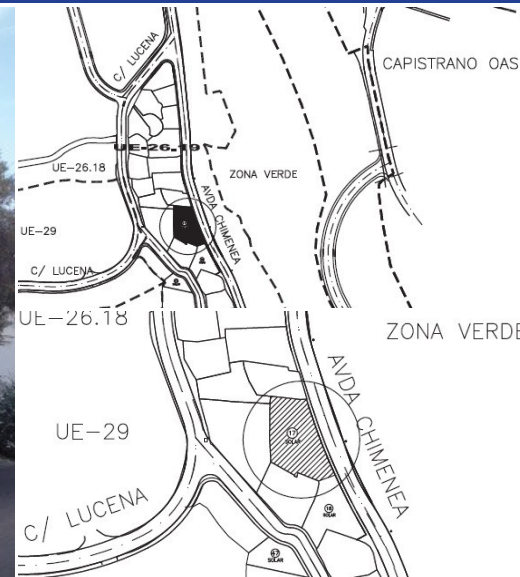 C/ LUCENA
CAPISTRANO OAS
UE-26.19
UE-26.18
ZONA VERDE
AVDA CHIMENEA
UE-29
C/ LUCENA
UE-26.18
ZONA VERDE
AVDA CHIMENEA
UE-29
17
SOLAR
C/ LUCENA
SOLAR
SOLAR